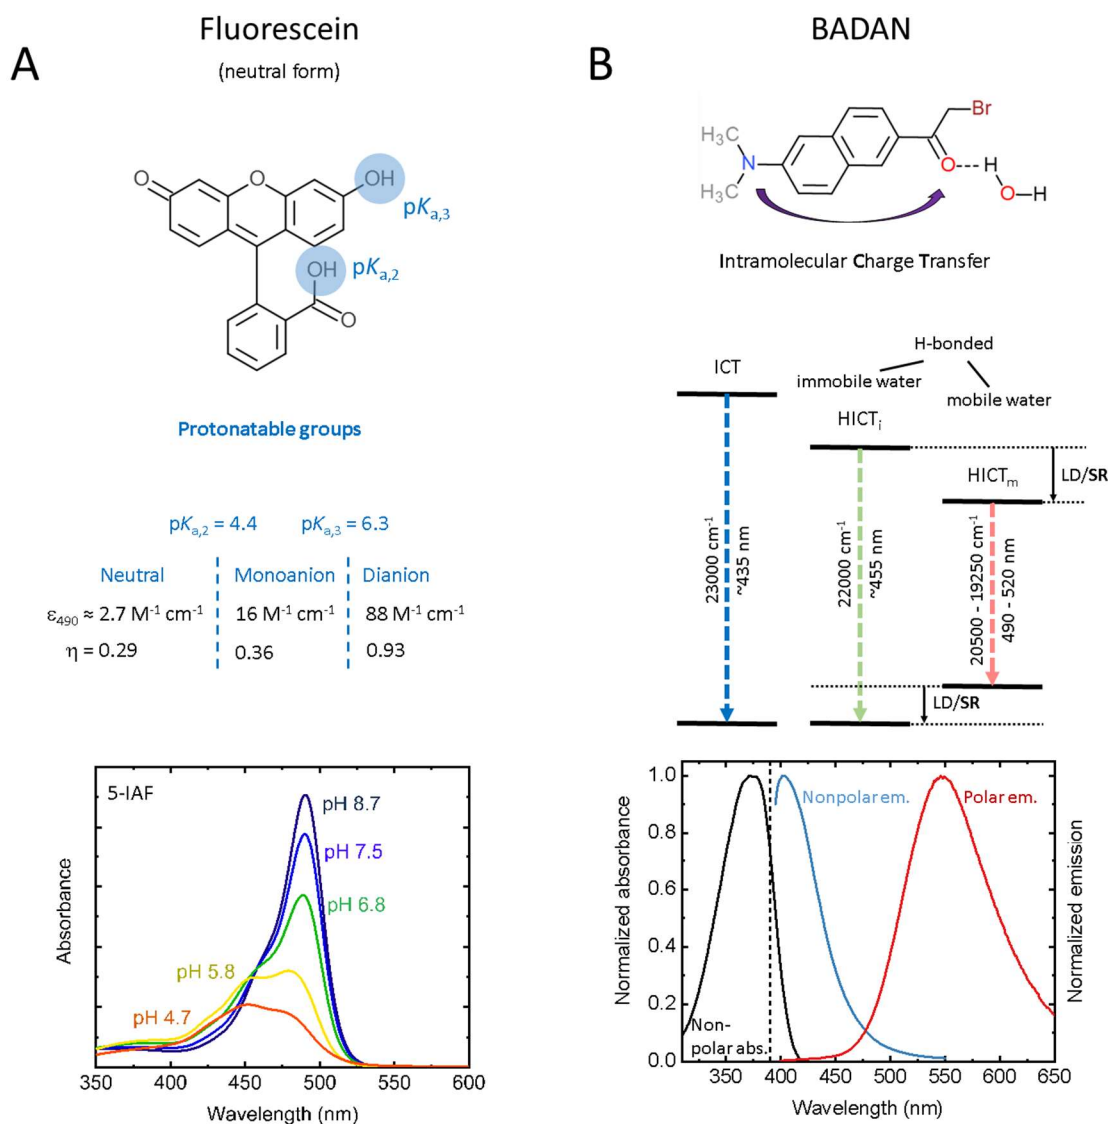 Fluorescein
A
(neutral form)
O
O
OH
pKa,3
OH
pKa,2
O
Protonatable groups
pKa,2 = 4.4
pKa,3 = 6.3
Neutral
Monoanion
Dianion
ε490 ≈ 2.7 M-1 cm-1
16 M-1 cm-1
88 M-1 cm-1
η = 0.29
0.36
0.93
5-IAF
pH 8.7
pH 7.5
pH 6.8
pH 5.8
pH 4.7
Absorbance
350
400
450
500
550
600
Wavelength (nm)
BADAN
B
Br
H3C
N
H3C
O
H
O
H
Intramolecular Charge Transfer
H-bonded
ICT
immobile water
mobile water
HICTi
HICTm
LD/SR
23000 cm-1
~435 nm
22000 cm-1
~455 nm
20500 - 19250 cm-1
490 - 520 nm
LD/SR
Normalized absorbance
1.0
0.8
0.6
0.4
0.2
0.0
Nonpolar em.
Polar em.
Non-
polar abs.
Normalized emission
350
400
450
500
550
600
650
Wavelength (nm)